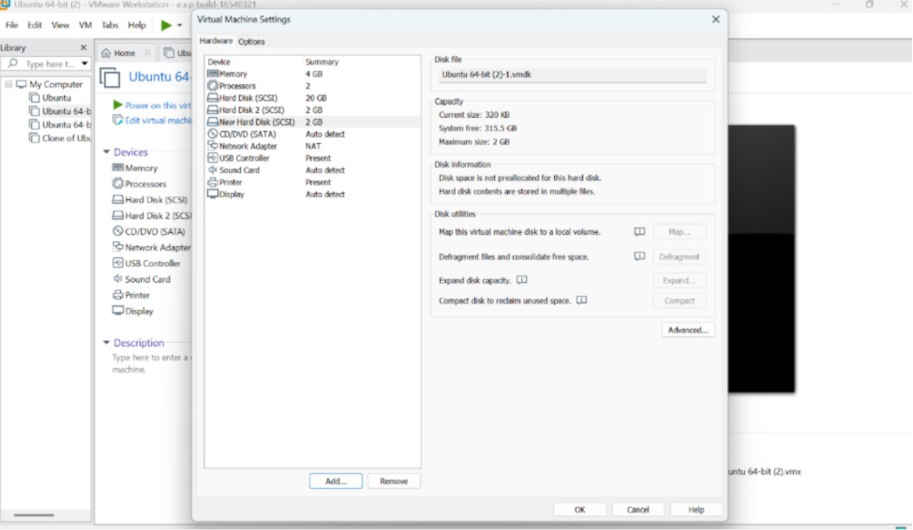 Ubuntu 64-bit (2) - VMware Workstation - e.x.p build-16540321
File Edit View VM Tabs Help
Library
Type here t...
My Computer
Ubuntu
Ubuntu 64-b
Ubuntu 64-b
Clone of Ubu
Home
Ubu
Ubuntu 64-
Power on this virt
Edit virtual machi
Devices
Memory
Processors
Hard Disk (SCSI)
Hard Disk 2 (SCSI
CD/DVD (SATA)
Network Adapter
USB Controller
Sound Card
Printer
Display
Description
Type here to enter a
machine.
Virtual Machine Settings
Hardware Options
Device Summary
Memory 4 GB
Processors 2
Hard Disk (SCSI) 20 GB
Hard Disk 2 (SCSI) 2 GB
New Hard Disk (SCSI) 2 GB
CD/DVD (SATA) Auto detect
Network Adapter NAT
USB Controller Present
Sound Card Auto detect
Printer Present
Display Auto detect
Add... Remove
Disk file
Ubuntu 64-bit (2)-1.vmdk
Capacity
Current size: 320 KB
System free: 315.5 GB
Maximum size: 2 GB
Disk information
Disk space is not preallocated for this hard disk.
Hard disk contents are stored in multiple files.
Disk utilities
Map this virtual machine disk to a local volume. Map...
Defragment files and consolidate free space. Defragment
Expand disk capacity. Expand...
Compact disk to reclaim unused space. Compact
Advanced...
OK Cancel Help
untu 64-bit (2).vmx